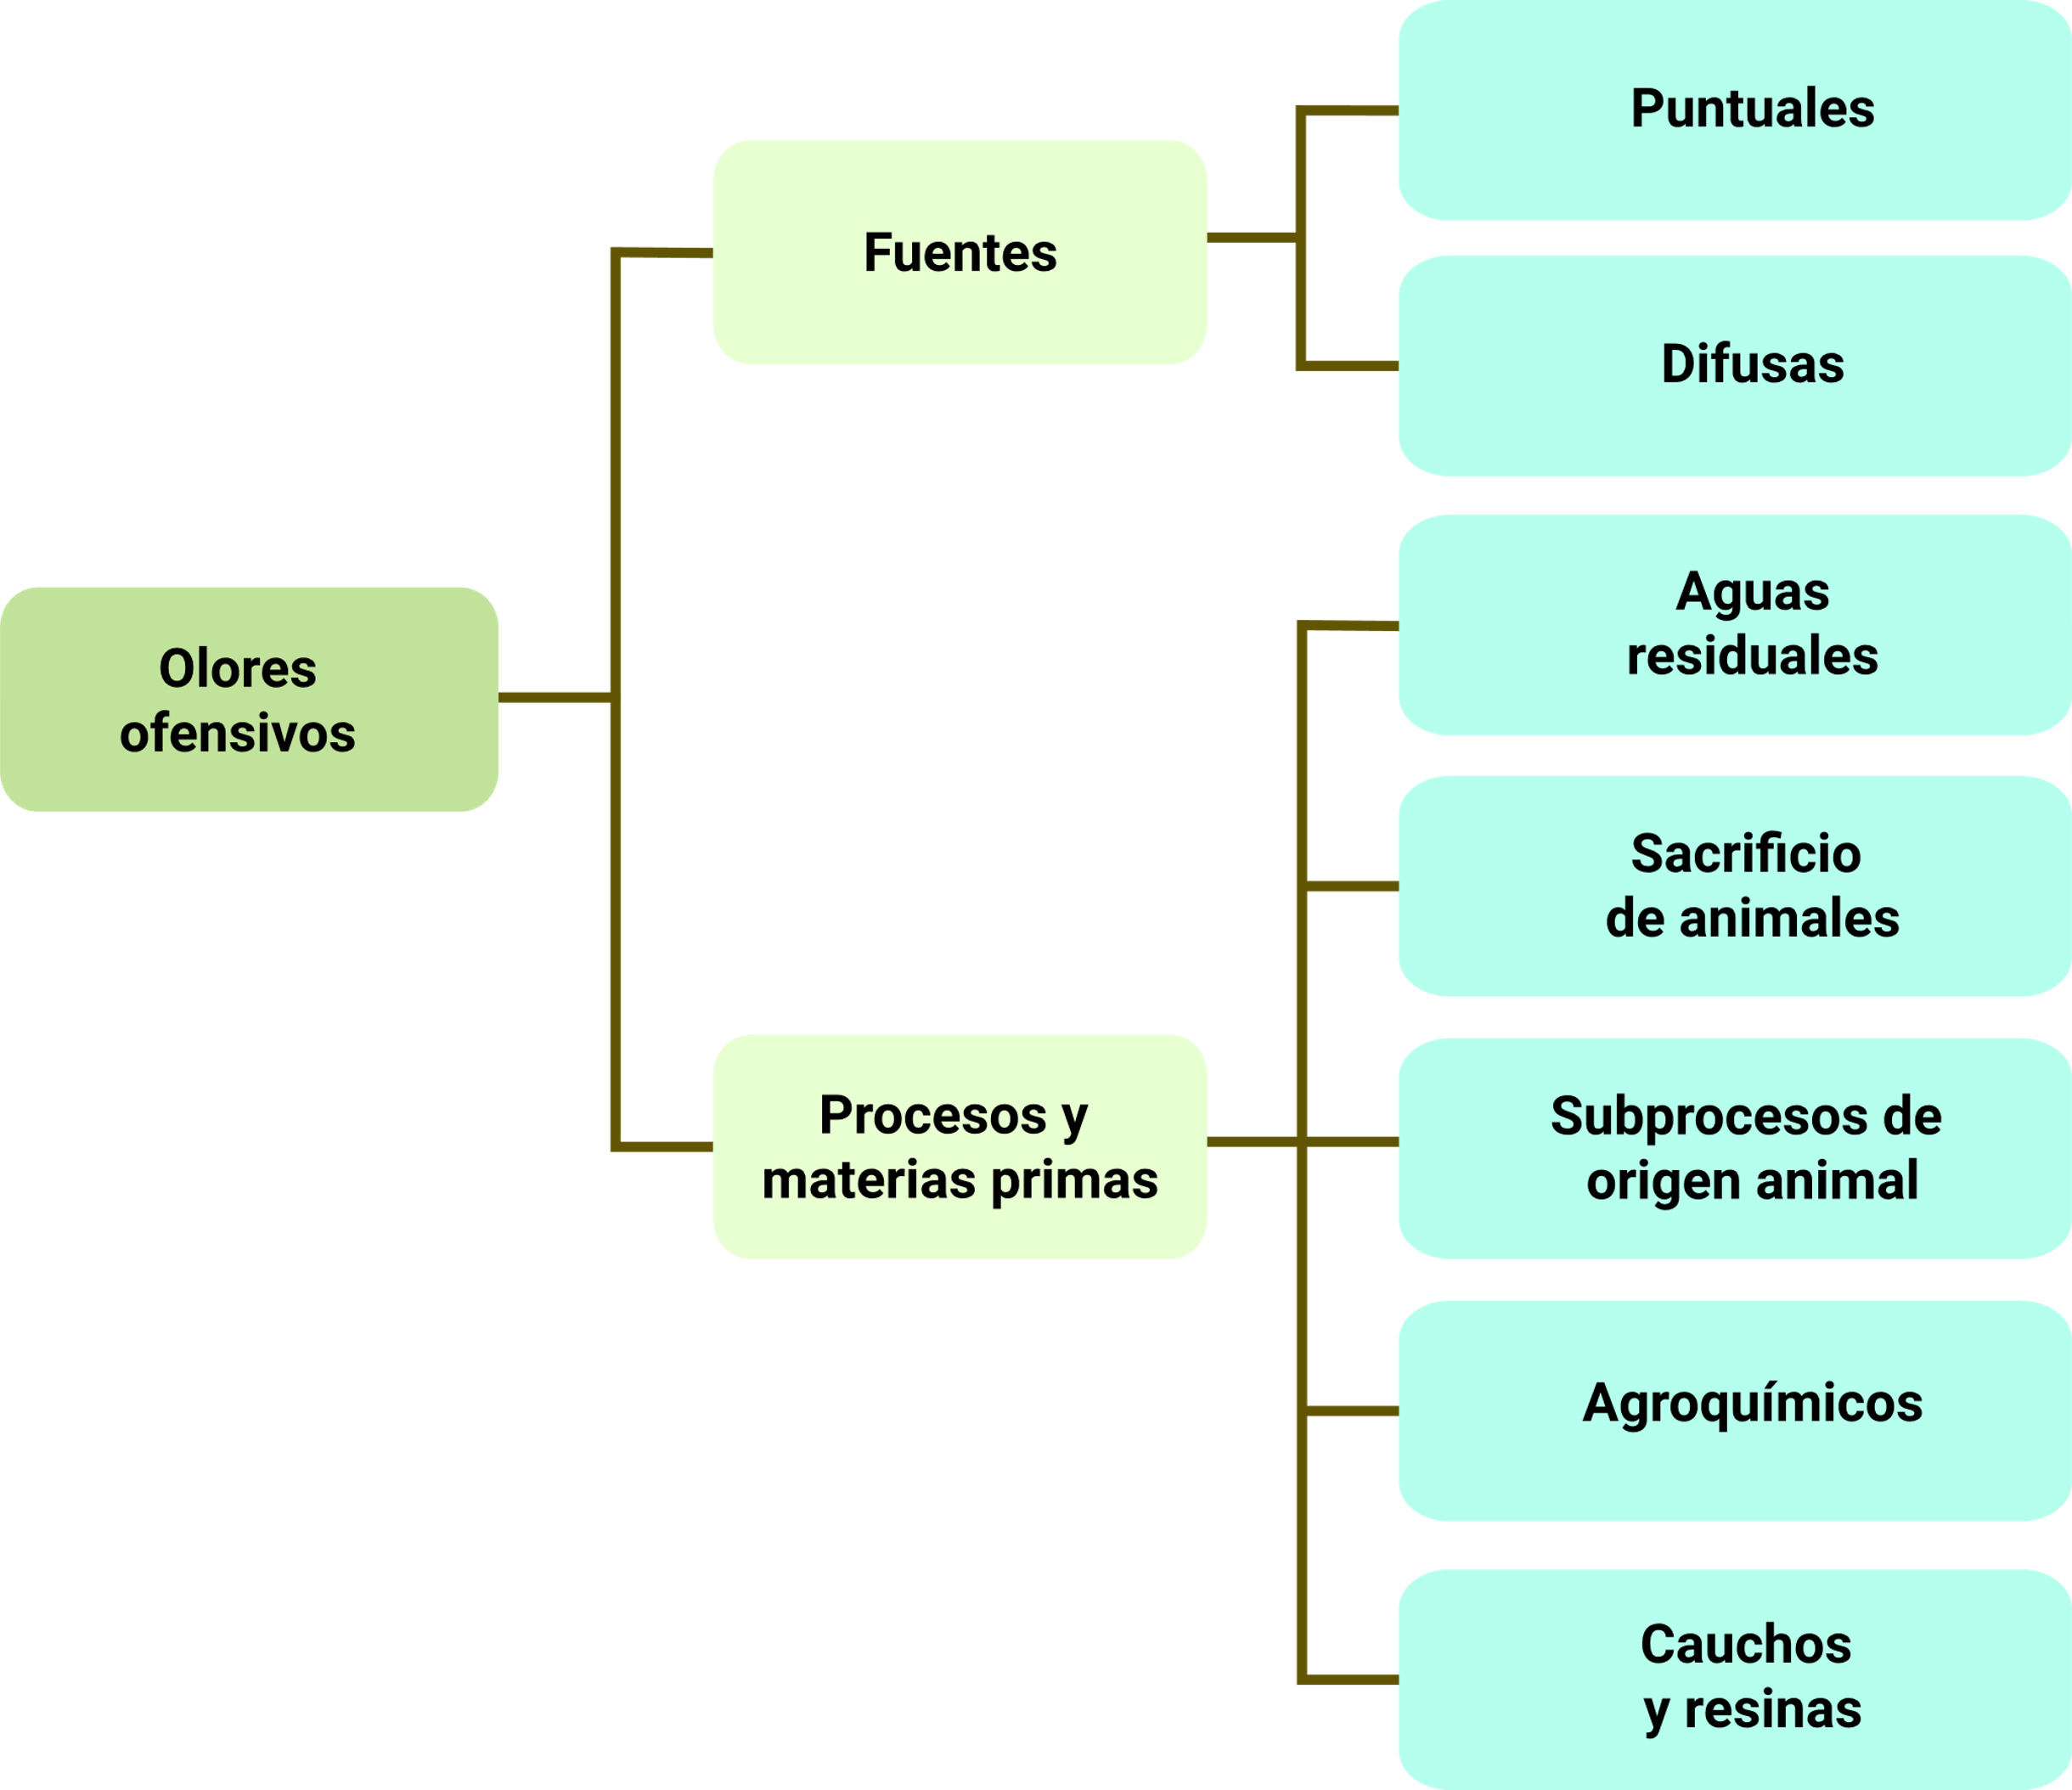 Olores
ofensivos
Fuentes
Puntuales
Difusas
Procesos y
materias primas
Aguas
residuales
Sacrificio
de animales
Subprocesos de
origen animal
Agroquímicos
Cauchos
y resinas